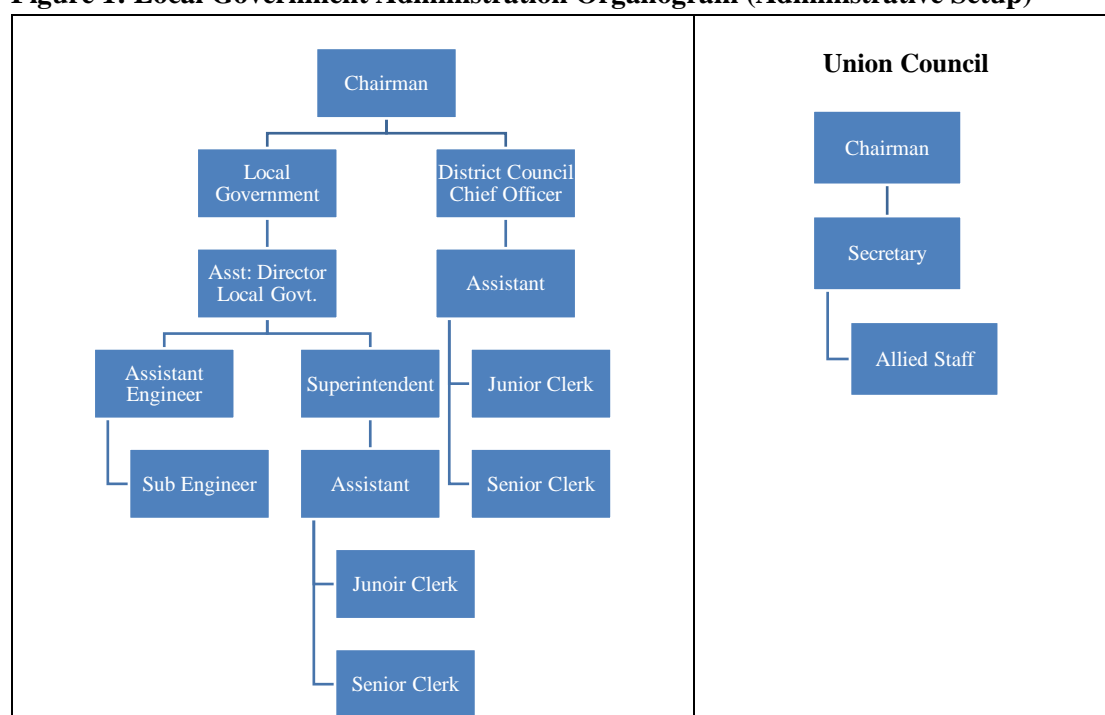 Figure 1: Local Government Administration Organogram (Administrative Setup)
Chairman
Local
Government
District Council
Chief Officer
Asst: Director
Local Govt.
Assistant
Assistant
Engineer
Superintendent
Junior Clerk
Sub Engineer
Assistant
Senior Clerk
Junoir Clerk
Senior Clerk
Union Council
Chairman
Secretary
Allied Staff